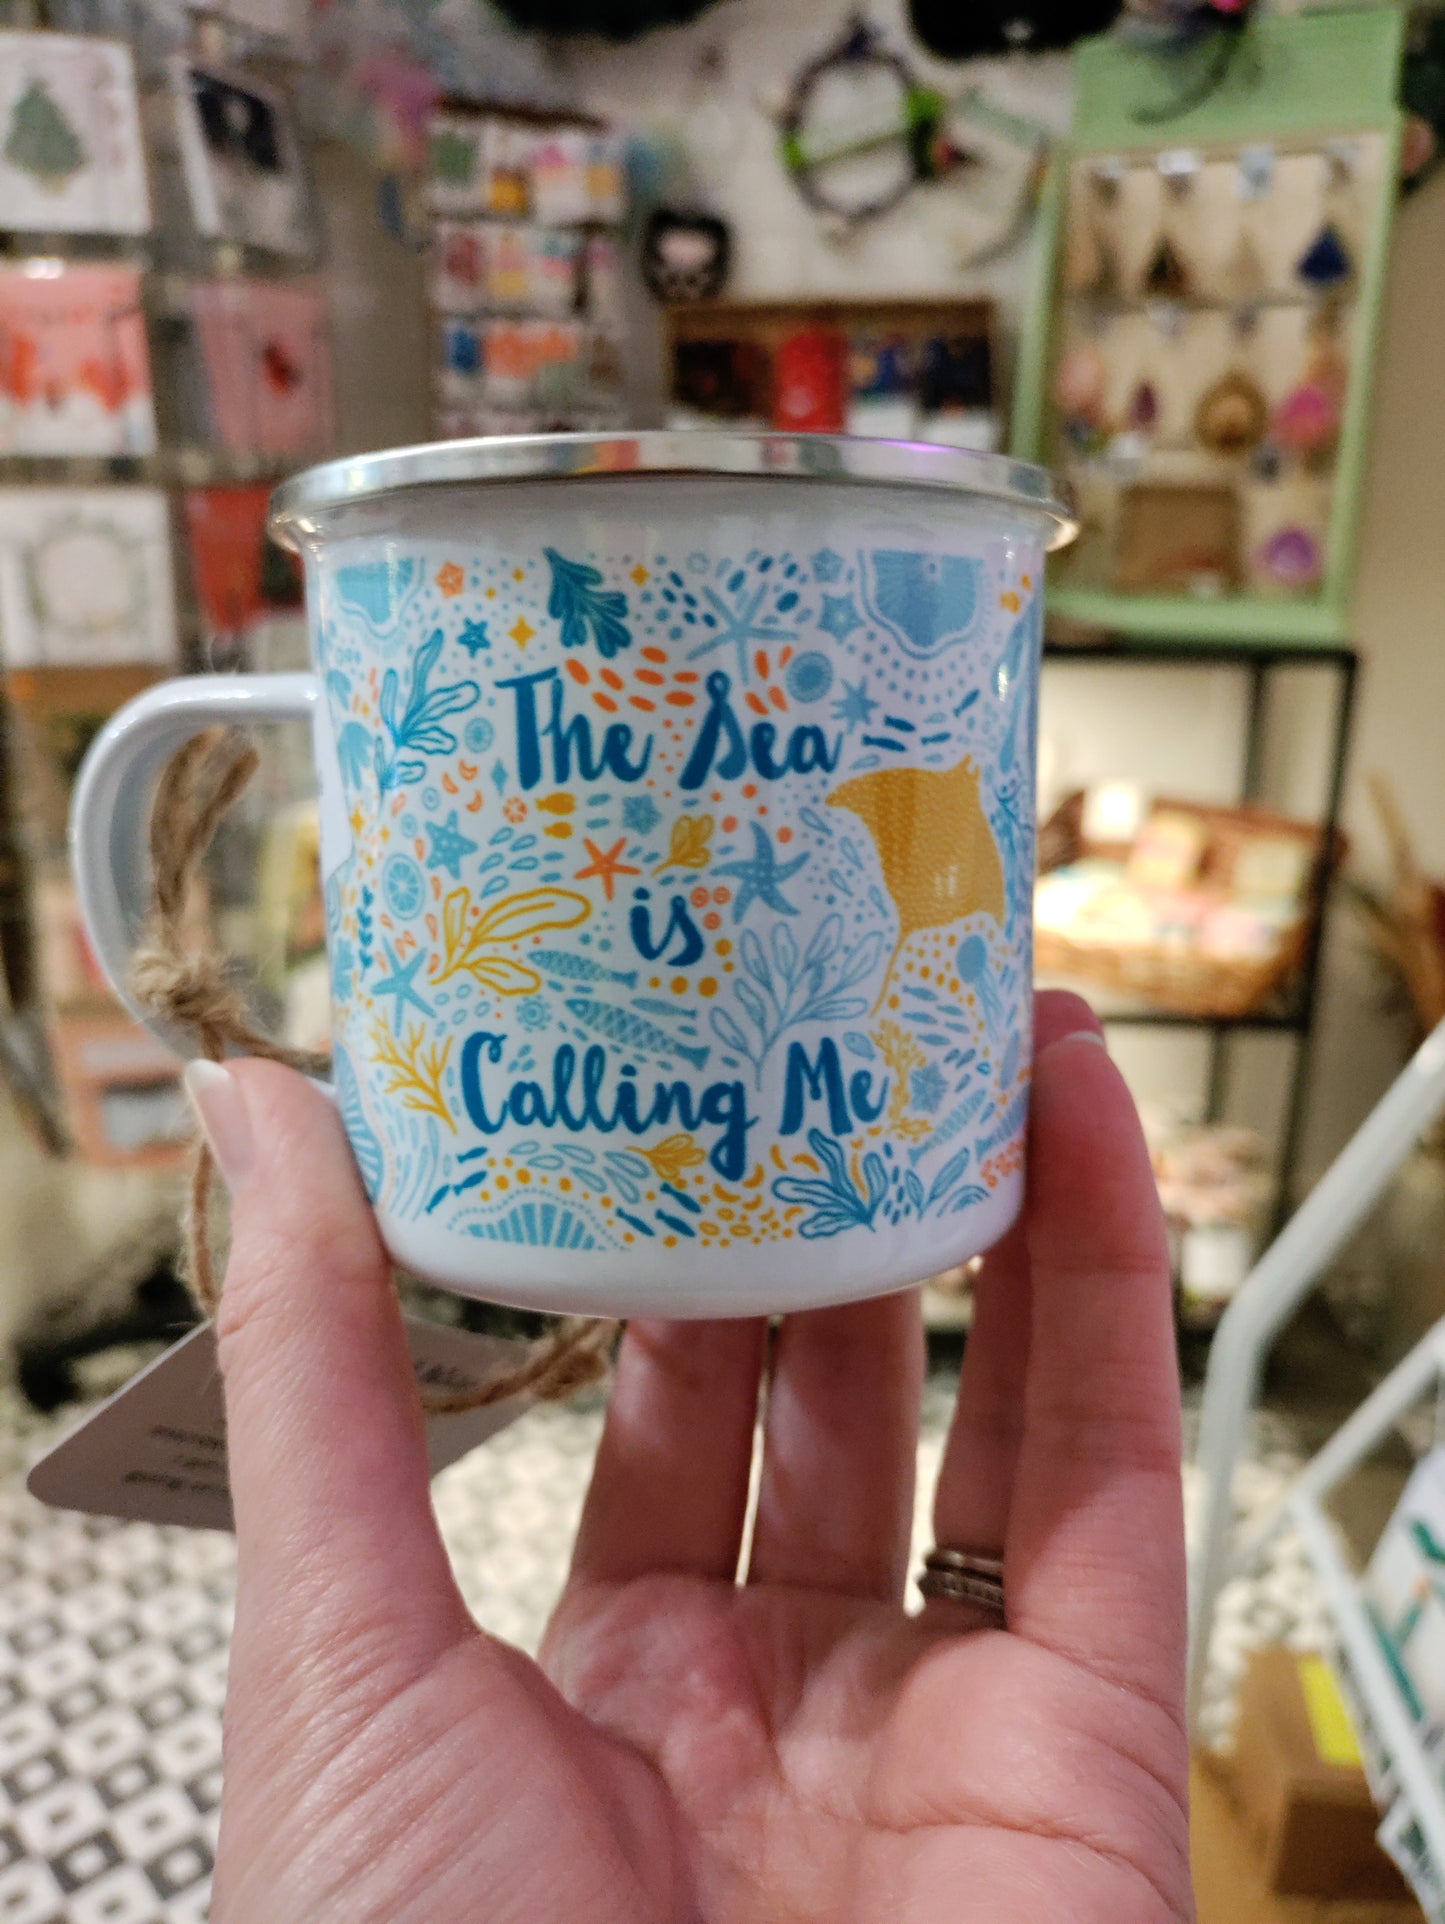 The Sea
is
Calling Me